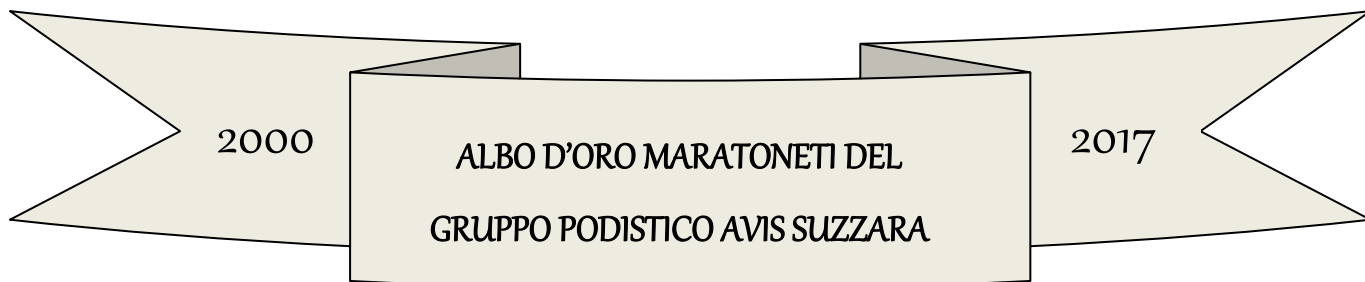 2000
ALBO D’ORO MARATONETI DEL
GRUPPO PODISTICO AVIS SUZZARA
2017